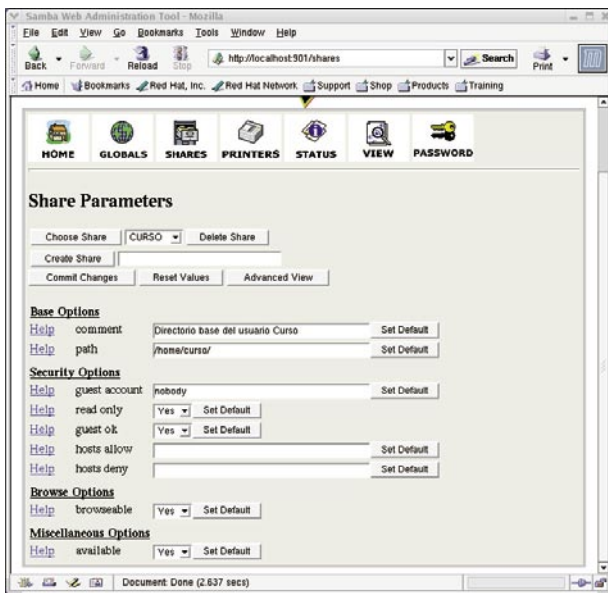 Samba Web Administration Tool - Mozilla
File Edit View Go Bookmarks Tools Window Help
Back Forward Reload Stop http://localhost:901/shares Search Print
Home Bookmarks Red Hat, Inc. Red Hat Network Support Shop Products Training
HOME GLOBALS SHARES PRINTERS STATUS VIEW PASSWORD
Share Parameters
Choose Share CURSO Delete Share
Create Share
Commit Changes Reset Values Advanced View
Base Options
Help comment Directorio base del usuario Curso Set Default
Help path /home/curso/ Set Default
Security Options
Help guest account nobody Set Default
Help read only Yes Set Default
Help guest ok Yes Set Default
Help hosts allow Set Default
Help hosts deny Set Default
Browse Options
Help browseable Yes Set Default
Miscellaneous Options
Help available Yes Set Default
Document: Done (2.637 secs)